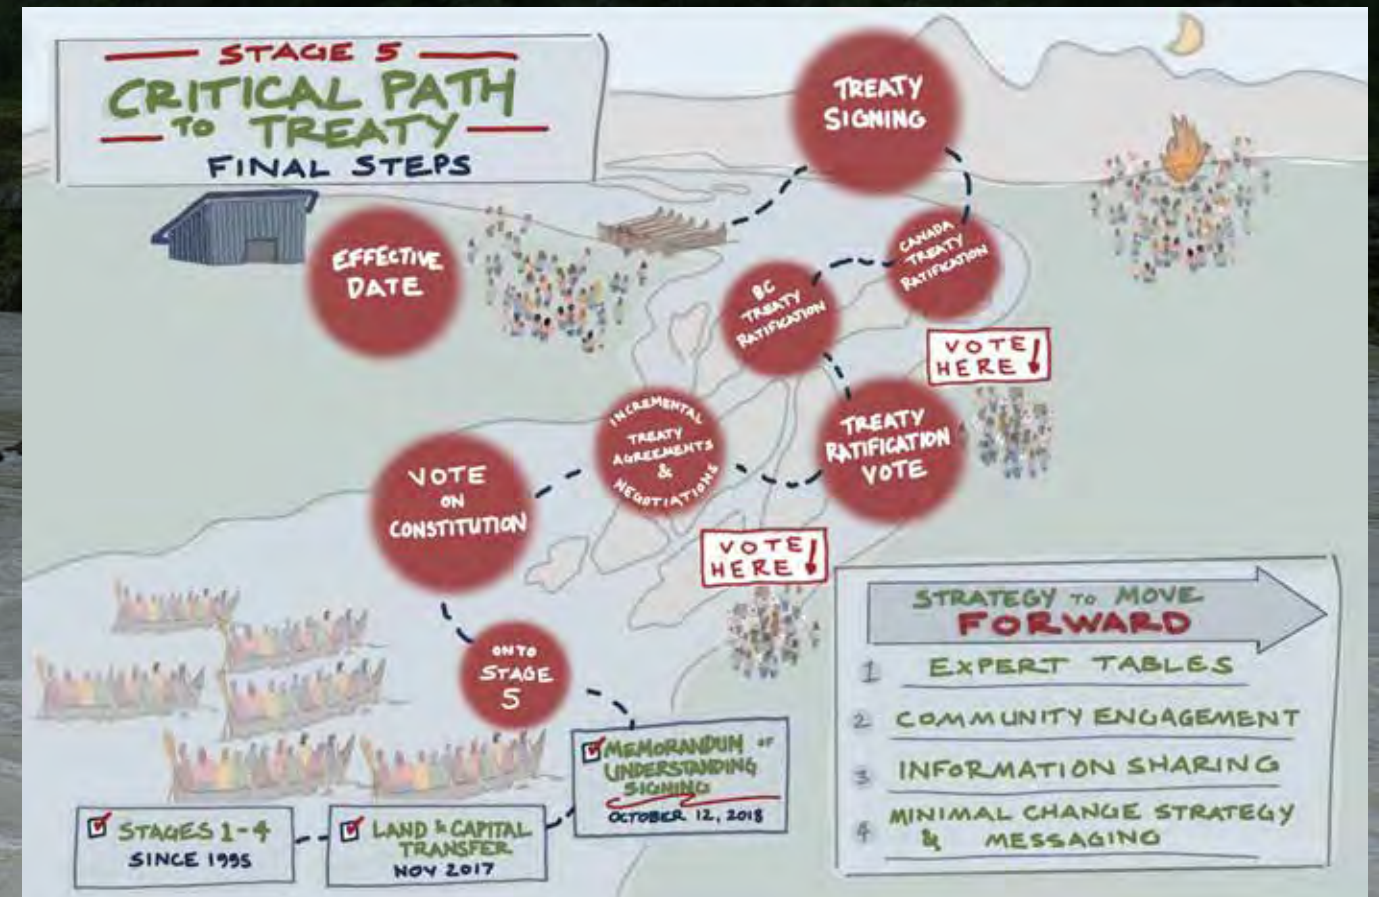 STAGE 5
CRITICAL PATH
TO TREATY
FINAL STEPS
TREATY
SIGNING
CANADA
TREATY
RATIFICATION
EFFECTIVE
DATE
BC
TREATY
RATIFICATION
VOTE
HERE!
INCREMENTAL
TREATY
AGREEMENTS
&
NEGOTIATIONS
TREATY
RATIFICATION
VOTE
VOTE
ON
CONSTITUTION
VOTE
HERE!
ONTO
STAGE
5
MEMORANDUM OF
UNDERSTANDING
SIGNING
OCTOBER 12, 2018
STAGES 1-4
SINCE 1995
LAND & CAPITAL
TRANSFER
NOV 2017
STRATEGY TO MOVE
FORWARD
1 EXPERT TABLES
2 COMMUNITY ENGAGEMENT
3 INFORMATION SHARING
4 MINIMAL CHANGE STRATEGY
& MESSAGING